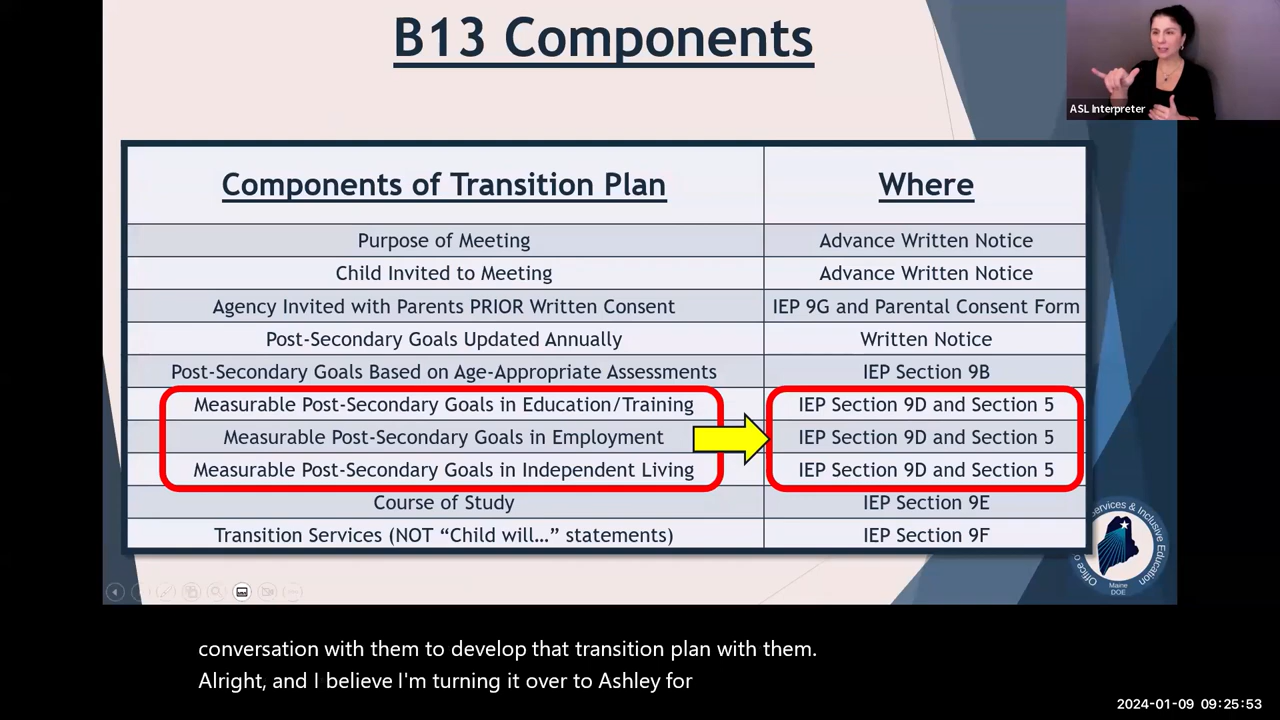 B13 Components
ASL Interpreter
Components of Transition Plan Where
Purpose of Meeting Advance Written Notice
Child Invited to Meeting Advance Written Notice
Agency Invited with Parents PRIOR Written Consent IEP 9G and Parental Consent Form
Post-Secondary Goals Updated Annually Written Notice
Post-Secondary Goals Based on Age-Appropriate Assessments IEP Section 9B
Measurable Post-Secondary Goals in Education/Training IEP Section 9D and Section 5
Measurable Post-Secondary Goals in Employment IEP Section 9D and Section 5
Measurable Post-Secondary Goals in Independent Living IEP Section 9D and Section 5
Course of Study IEP Section 9E
Transition Services (NOT “Child will…” statements) IEP Section 9F
Services & Inclusive Education
Office
Maine
DOE
conversation with them to develop that transition plan with them.
Alright, and I believe I'm turning it over to Ashley for
2024-01-09 09:25:53